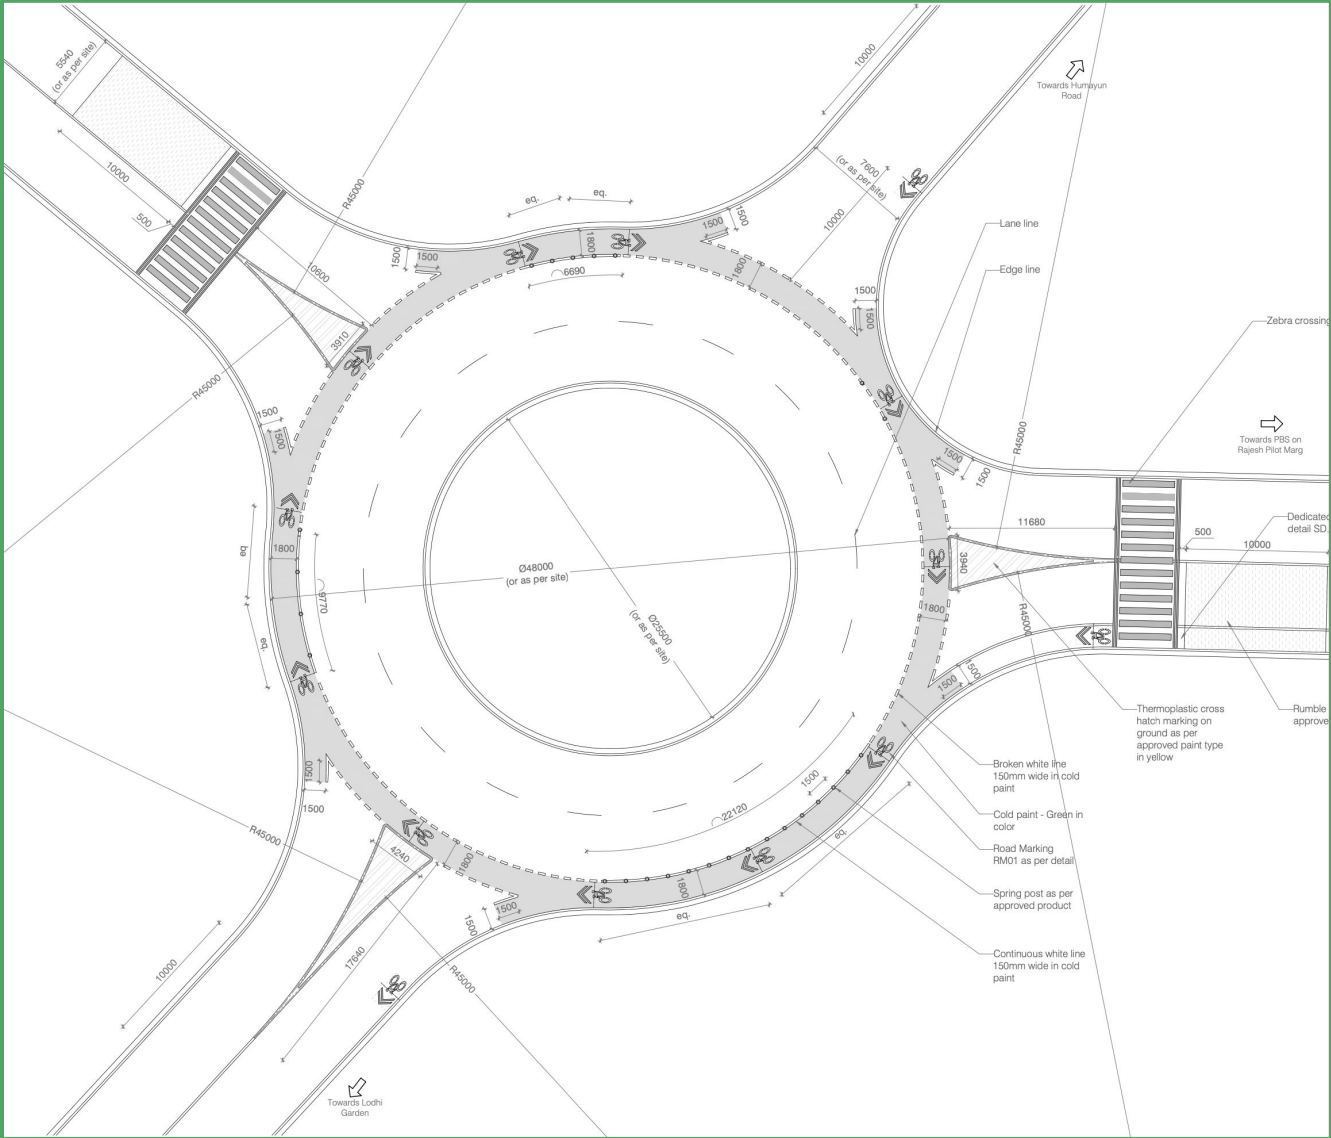 5540
(or as per site)
10000
500
R45000
10600
3910
R45000
1500
1500
eq.
eq.
1800
6690
1500
1500
1800
10000
7600
(or as per site)
10000
Towards Humayun
Road
Lane line
Edge line
1500
1500
Zebra crossing
R45000
Towards PBS on
Rajesh Pilot Marg
1500
1500
1500
1500
11680
500
10000
Dedicated
detail SD.
3940
1800
R45000
Ø48000
(or as per site)
Ø25500
(or as per site)
eq
1800
9770
eq.
1500
1500
1500
1500
Thermoplastic cross
hatch marking on
ground as per
approved paint type
in yellow
Rumble
approve
Broken white line
150mm wide in cold
paint
Cold paint - Green in
color
Road Marking
RM01 as per detail
Spring post as per
approved product
Continuous white line
150mm wide in cold
paint
1500
22120
eq.
1800
eq.
R45000
4240
1800
1500
1500
17640
R45000
10000
Towards Lodhi
Garden